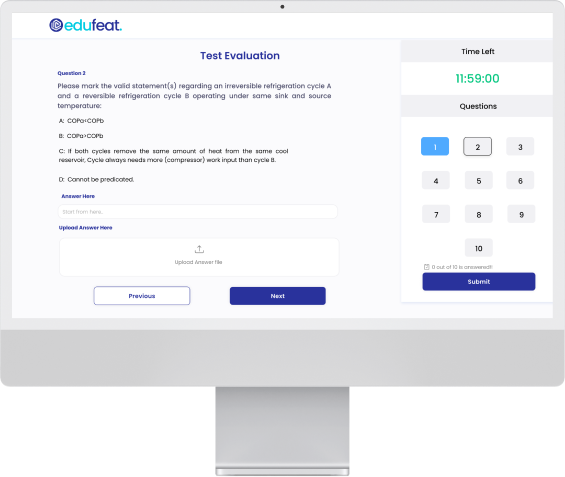 edufeat.
Test Evaluation
Question 2
Please mark the valid statement(s) regarding an irreversible refrigeration cycle A
and a reversible refrigeration cycle B operating under same sink and source
temperature:
A: COPa<COPb
B: COPa>COPb
C: If both cycles remove the same amount of heat from the same cool
reservoir, Cycle always needs more (compressor) work input than cycle B.
D: Cannot be predicated.
Answer Here
Start from here..
Upload Answer Here
Upload Answer file
Previous
Next
Time Left
11:59:00
Questions
1
2
3
4
5
6
7
8
9
10
0 out of 10 is answered!!
Submit